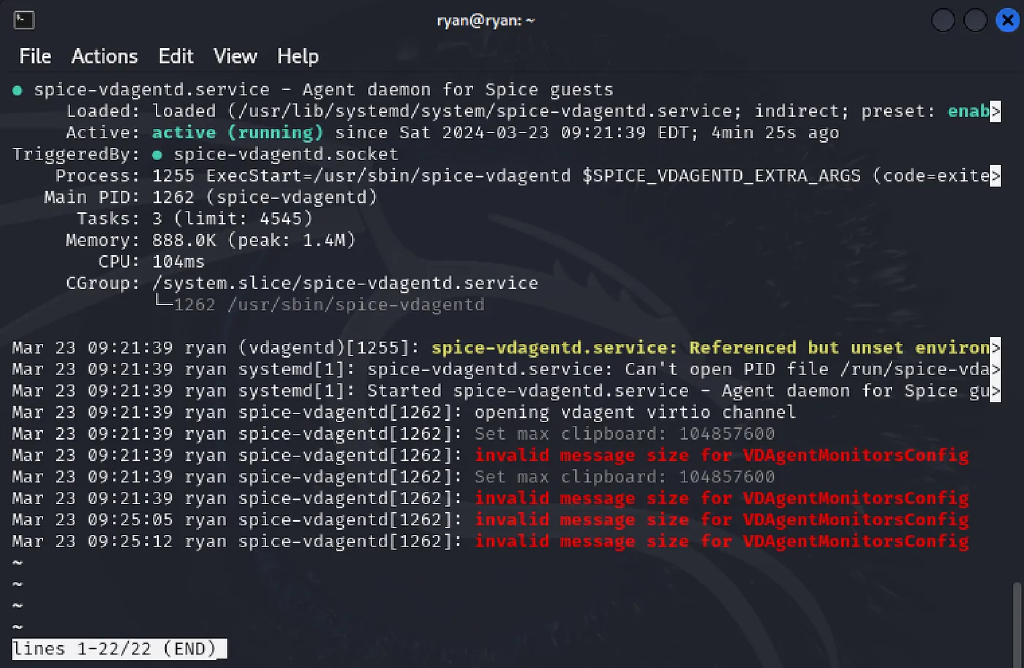 ryan@ryan: ~
File Actions Edit View Help
● spice-vdagentd.service - Agent daemon for Spice guests
Loaded: loaded (/usr/lib/systemd/system/spice-vdagentd.service; indirect; preset: enab>
Active: active (running) since Sat 2024-03-23 09:21:39 EDT; 4min 25s ago
TriggeredBy: ● spice-vdagentd.socket
Process: 1255 ExecStart=/usr/sbin/spice-vdagentd $SPICE_VDAGENTD_EXTRA_ARGS (code=exite>
Main PID: 1262 (spice-vdagentd)
Tasks: 3 (limit: 4545)
Memory: 888.0K (peak: 1.4M)
CPU: 104ms
CGroup: /system.slice/spice-vdagentd.service
└─1262 /usr/sbin/spice-vdagentd
Mar 23 09:21:39 ryan (vdagentd)[1255]: spice-vdagentd.service: Referenced but unset environ>
Mar 23 09:21:39 ryan systemd[1]: spice-vdagentd.service: Can't open PID file /run/spice-vda>
Mar 23 09:21:39 ryan systemd[1]: Started spice-vdagentd.service - Agent daemon for Spice gu>
Mar 23 09:21:39 ryan spice-vdagentd[1262]: opening vdagent virtio channel
Mar 23 09:21:39 ryan spice-vdagentd[1262]: Set max clipboard: 104857600
Mar 23 09:21:39 ryan spice-vdagentd[1262]: invalid message size for VDAgentMonitorsConfig
Mar 23 09:21:39 ryan spice-vdagentd[1262]: Set max clipboard: 104857600
Mar 23 09:21:39 ryan spice-vdagentd[1262]: invalid message size for VDAgentMonitorsConfig
Mar 23 09:25:05 ryan spice-vdagentd[1262]: invalid message size for VDAgentMonitorsConfig
Mar 23 09:25:12 ryan spice-vdagentd[1262]: invalid message size for VDAgentMonitorsConfig
~
~
~
~
lines 1-22/22 (END)